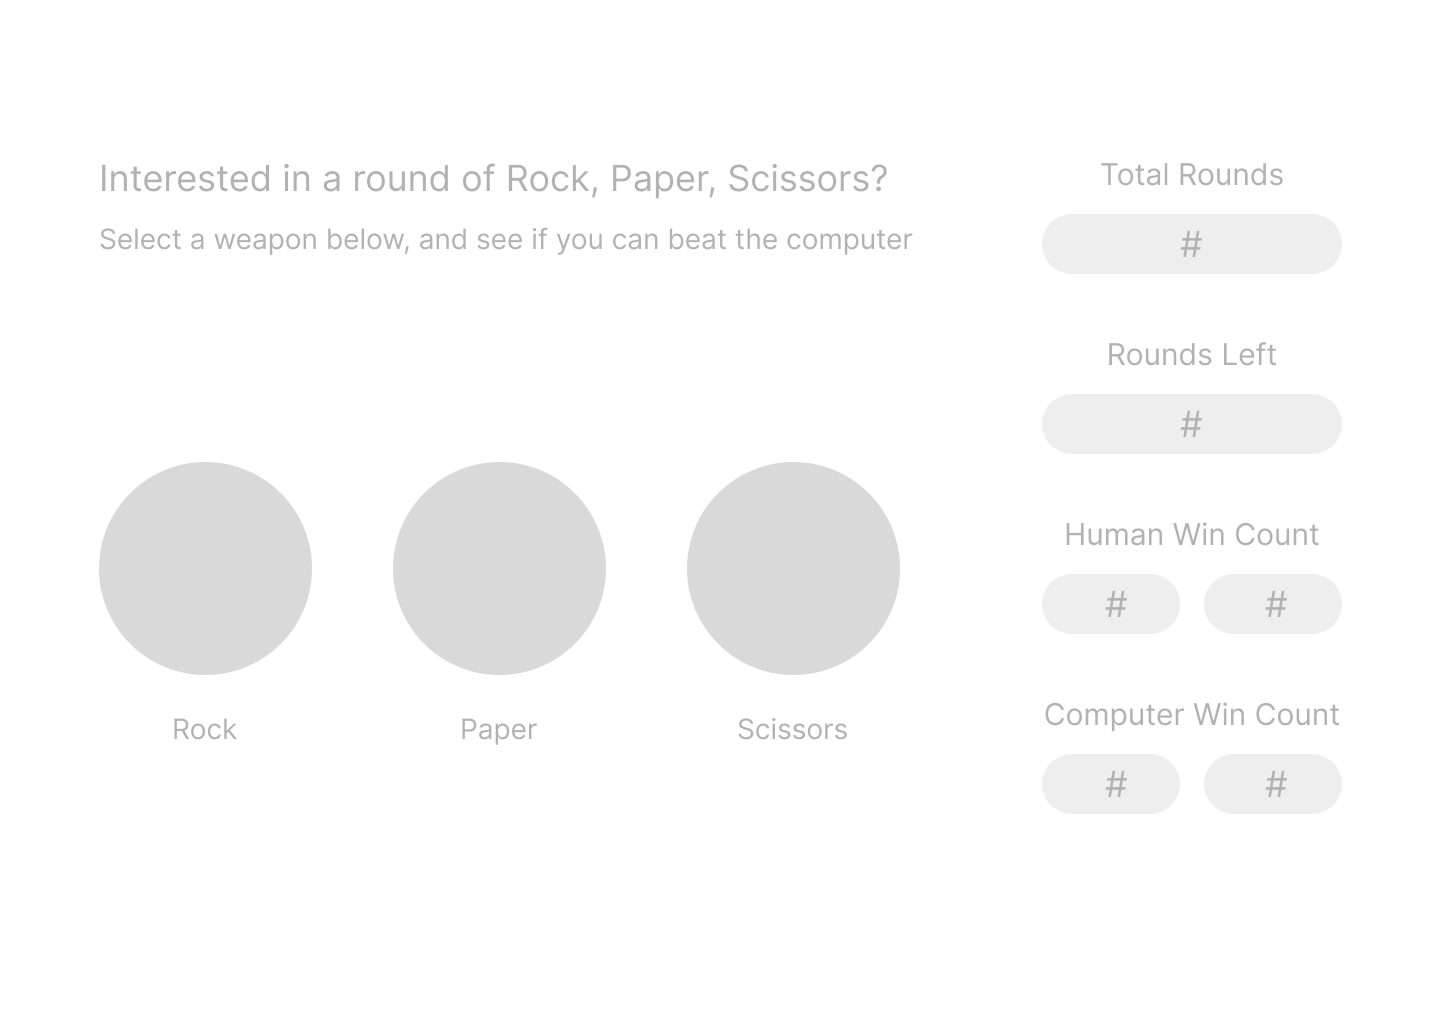 Interested in a round of Rock, Paper, Scissors?
Select a weapon below, and see if you can beat the computer
Rock
Paper
Scissors
Total Rounds
#
Rounds Left
#
Human Win Count
# #
Computer Win Count
# #